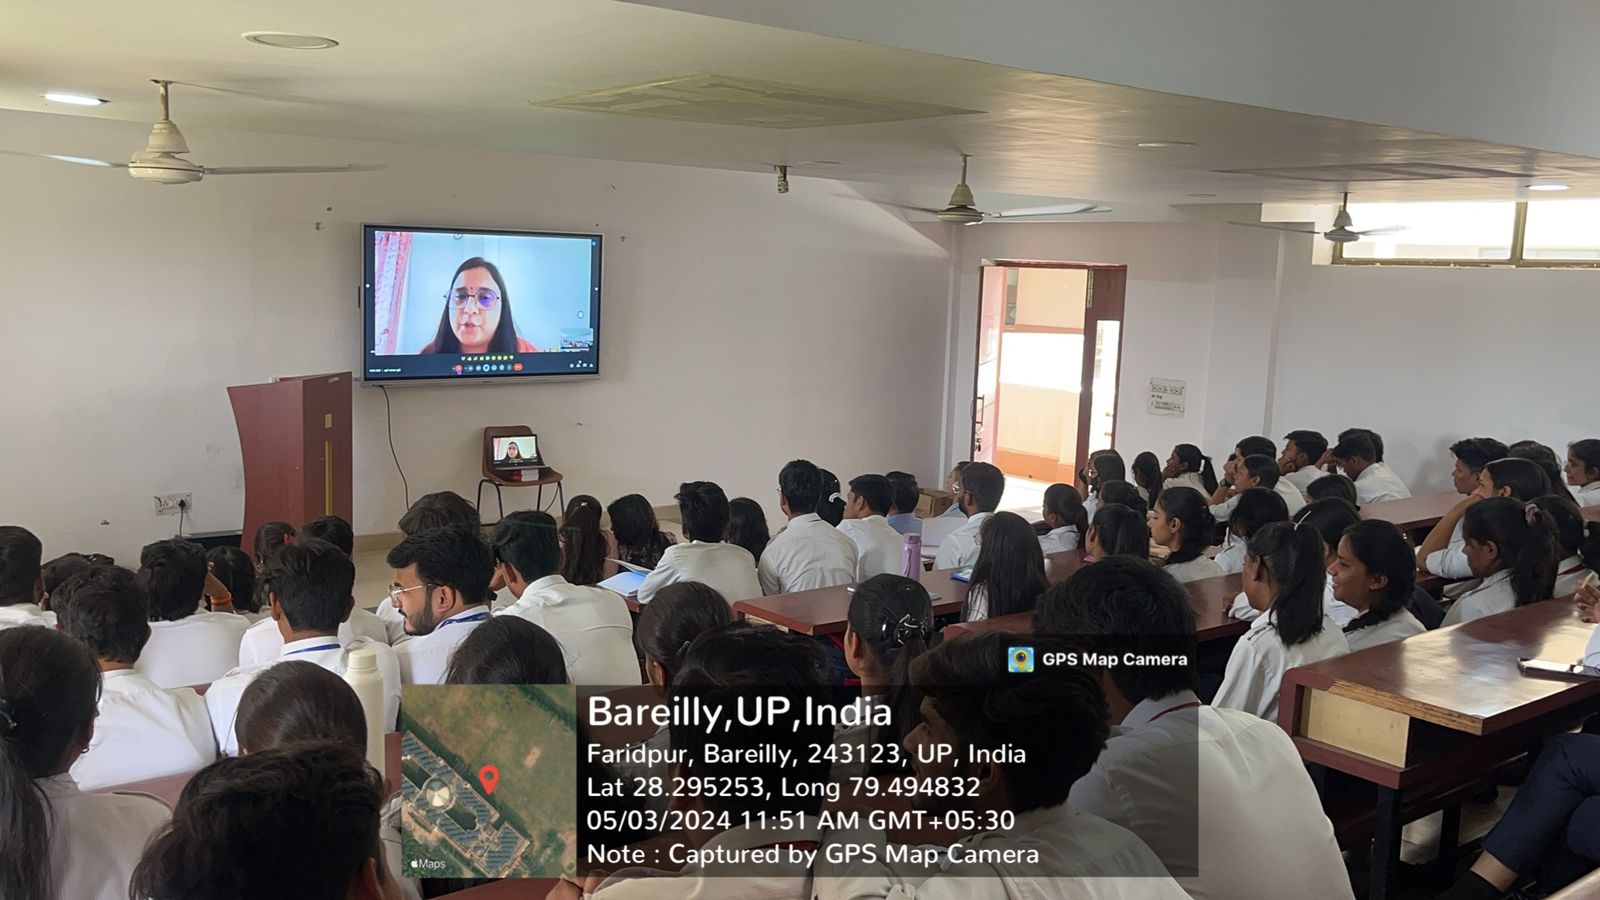 GPS Map Camera
Bareilly,UP,India
Faridpur, Bareilly, 243123, UP, India
Lat 28.295253, Long 79.494832
05/03/2024 11:51 AM GMT+05:30
Note : Captured by GPS Map Camera
Maps